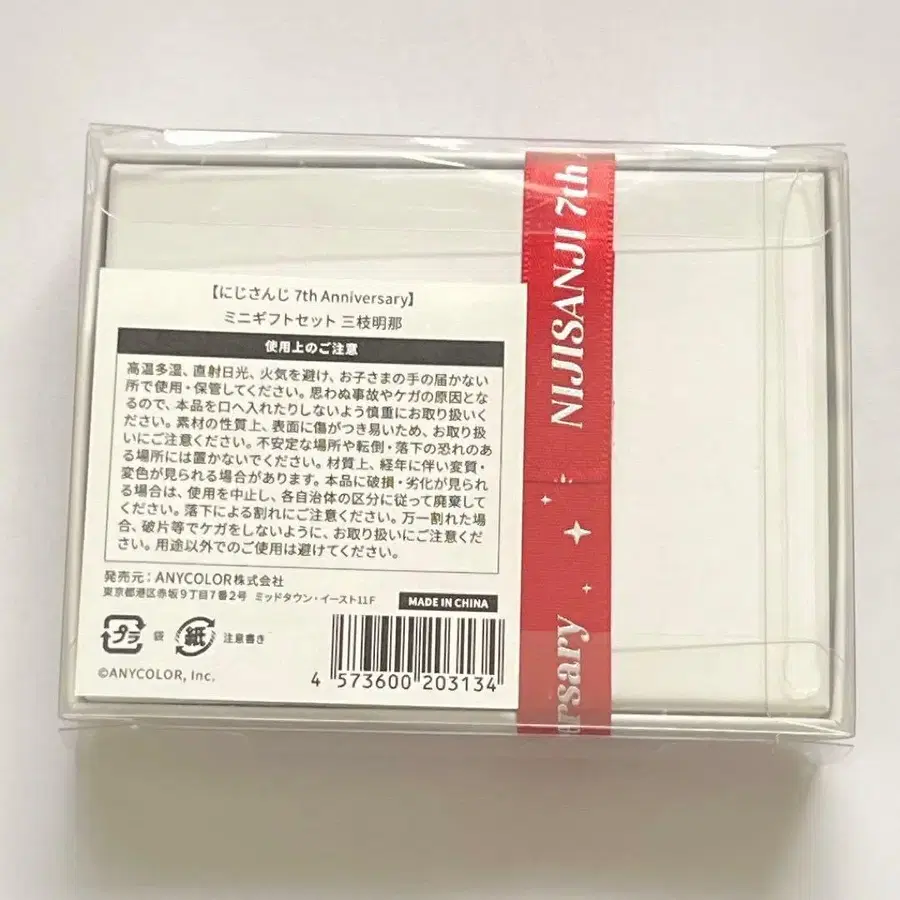 【にじさんじ 7th Anniversary】
ミニギフトセット 三枝明那
使用上のご注意
高温多湿、直射日光、火気を避け、お子さまの手の届かない
所で使用・保管してください。思わぬ事故やケガの原因とな
るので、本品を口へ入れたりしないよう慎重にお取り扱いく
ださい。素材の性質上、表面に傷がつき易いため、お取り扱
いにご注意ください。不安定な場所や転倒・落下の恐れのあ
る場所には置かないでください。材質上、経年に伴い変質・
変色が見られる場合があります。本品に破損・劣化が見られ
る場合は、使用を中止し、各自治体の区分に従って廃棄して
ください。落下による割れにご注意ください。万一割れた場
合、破片等でケガをしないように、お取り扱いにご注意くだ
さい。用途以外でのご使用は避けてください。
発売元：ANYCOLOR株式会社
東京都港区赤坂9丁目7番2号 ミッドタウン・イースト11F
MADE IN CHINA
プラ 袋 紙 注意書き
©ANYCOLOR, Inc.
4 573600 203134
NIJISANJI 7th
ersary